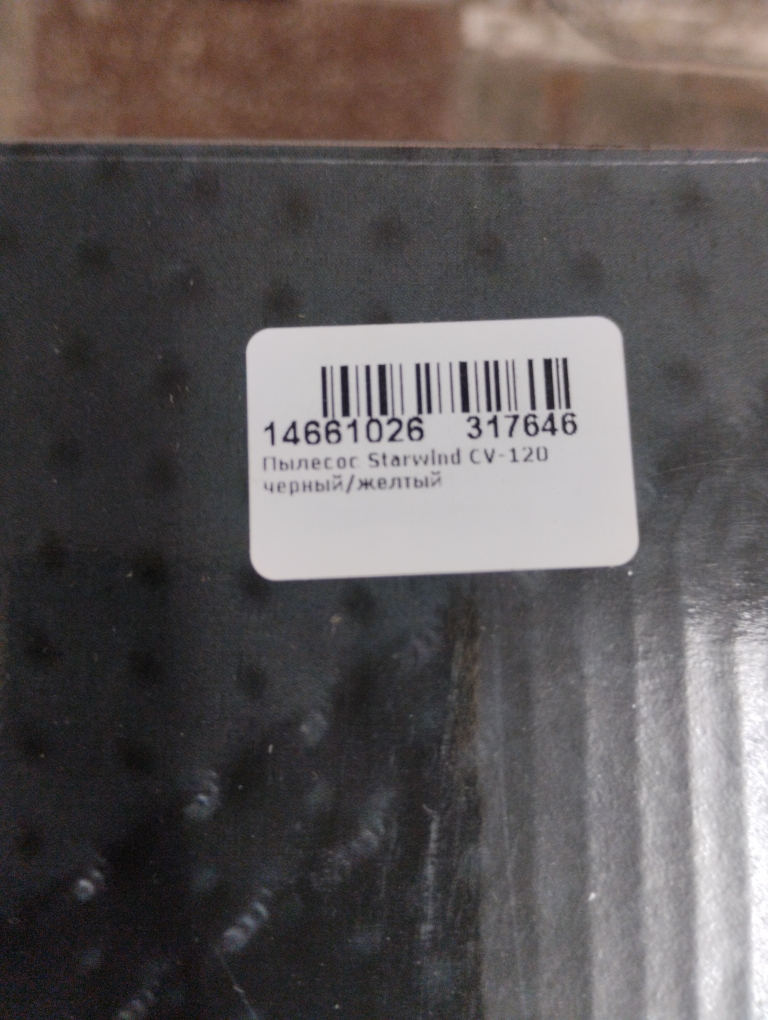 14661026 317646
Пылесос Starwind CV-120
черный/желтый